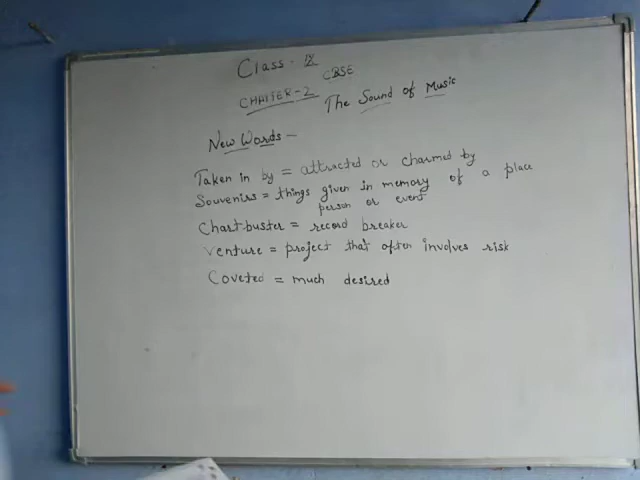 Class - IX
CBSE
CHAPTER-2 The Sound of Music
New Words -
Taken in by = attracted or charmed by
Souvenirs = things given in memory of a place
person or event
Chartbuster = record breaker
Venture = project that often involves risk
Coveted = much desired